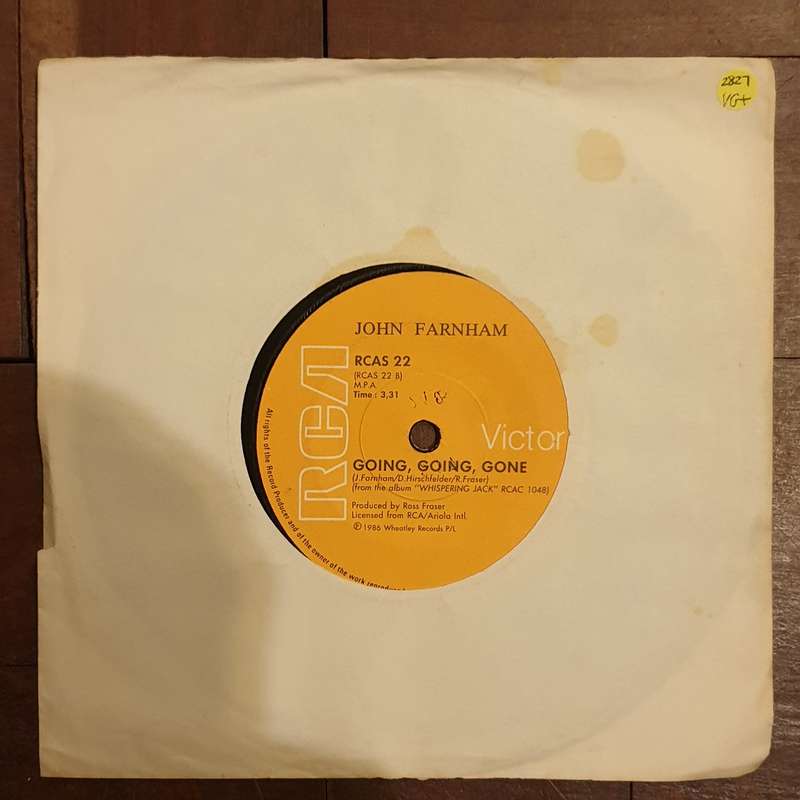 2827
VG+
JOHN FARNHAM
RCAS 22
(RCAS 22 B)
M.P.A.
Time : 3,31
RCA
Victor
GOING, GOING, GONE
(J.Farnham/D.Hirschfelder/R.Fraser)
(from the album "WHISPERING JACK" RCAC 1048)
Produced by Ross Fraser
Licensed from RCA/Ariola Intl.
℗ 1986 Wheatley Records P/L
All rights of the Record Producer and of the owner of the work reproduced